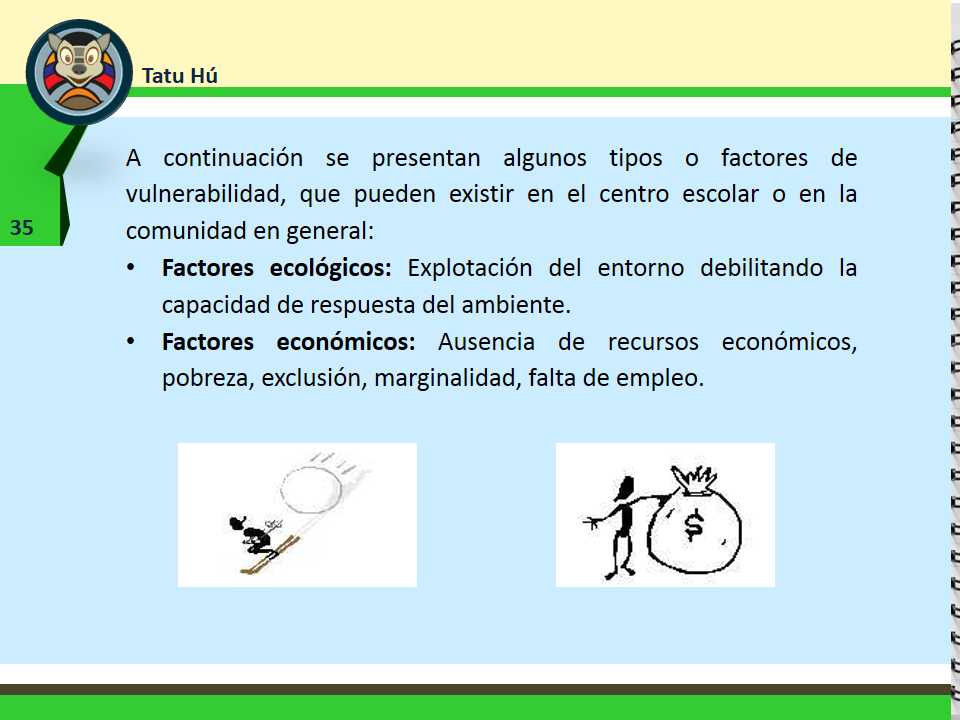 Tatu Hú
35
A continuación se presentan algunos tipos o factores de
vulnerabilidad, que pueden existir en el centro escolar o en la
comunidad en general:
• Factores ecológicos: Explotación del entorno debilitando la
capacidad de respuesta del ambiente.
• Factores económicos: Ausencia de recursos económicos,
pobreza, exclusión, marginalidad, falta de empleo.
$